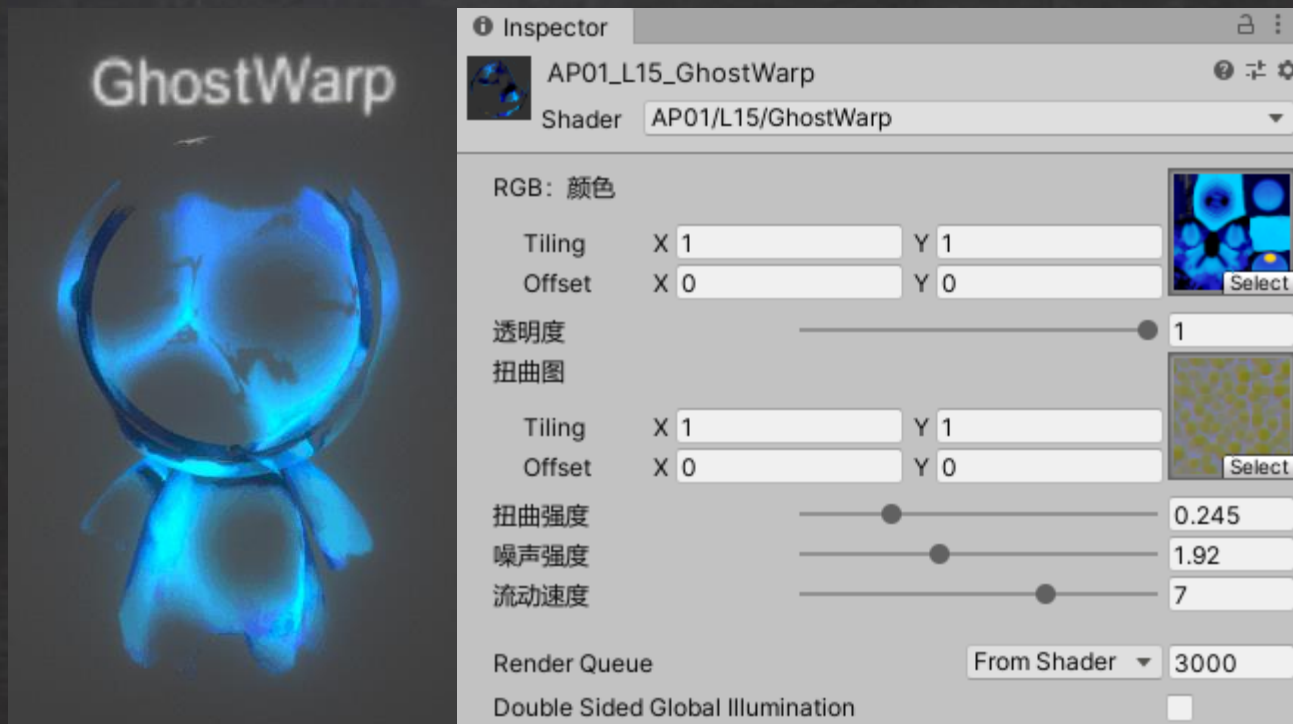 GhostWarp
Inspector
AP01_L15_GhostWarp
Shader AP01/L15/GhostWarp
RGB：颜色
Tiling X 1 Y 1
Offset X 0 Y 0
Select
透明度 1
扭曲图
Tiling X 1 Y 1
Offset X 0 Y 0
Select
扭曲强度 0.245
噪声强度 1.92
流动速度 7
Render Queue From Shader 3000
Double Sided Global Illumination